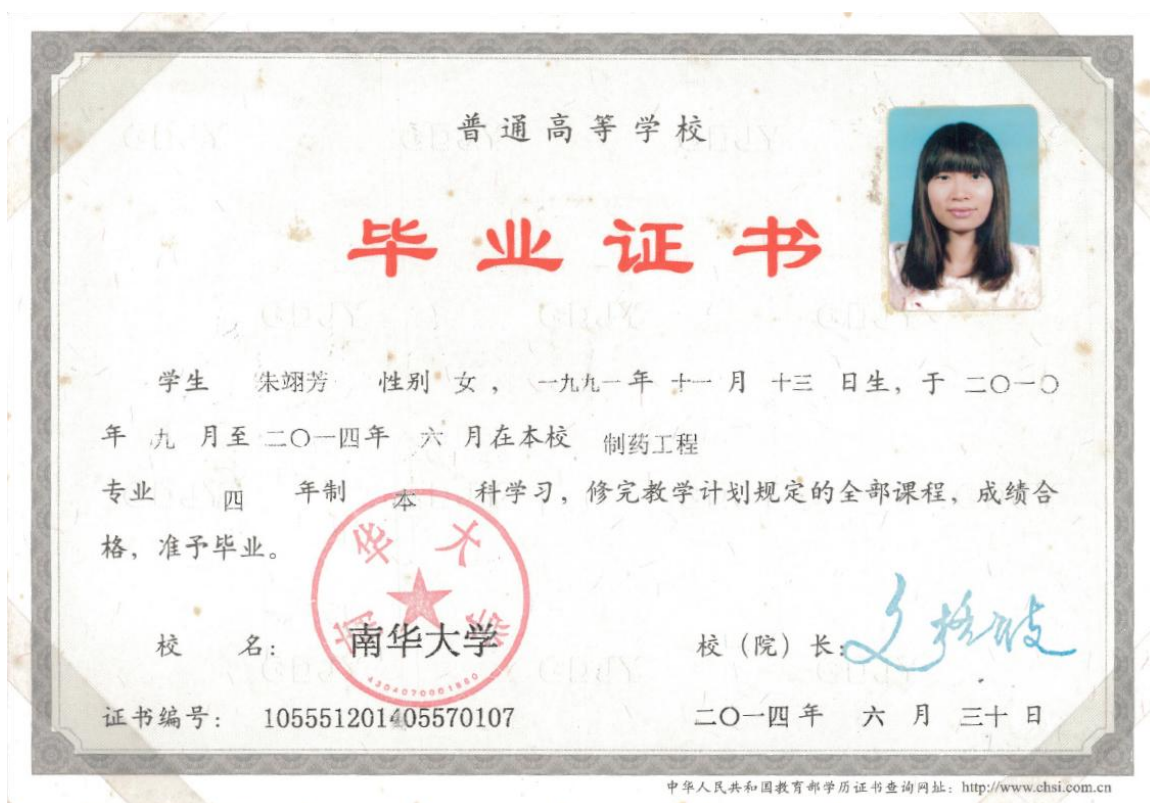 普通高等学校
毕业证书
学生 朱翊芳 性别 女，一九九一年 十一 月 十三 日生，于 二〇一〇
年 九 月至 二〇一四年 六 月在本校 制药工程
专业 四 年制 本 科学习，修完教学计划规定的全部课程，成绩合
格，准予毕业。
南华大学
4304070001880
校 名： 南华大学 校（院）长：
证书编号： 105551201405570107 二〇一四年 六 月 三十 日
中华人民共和国教育部学历证书查询网址：http://www.chsi.com.cn